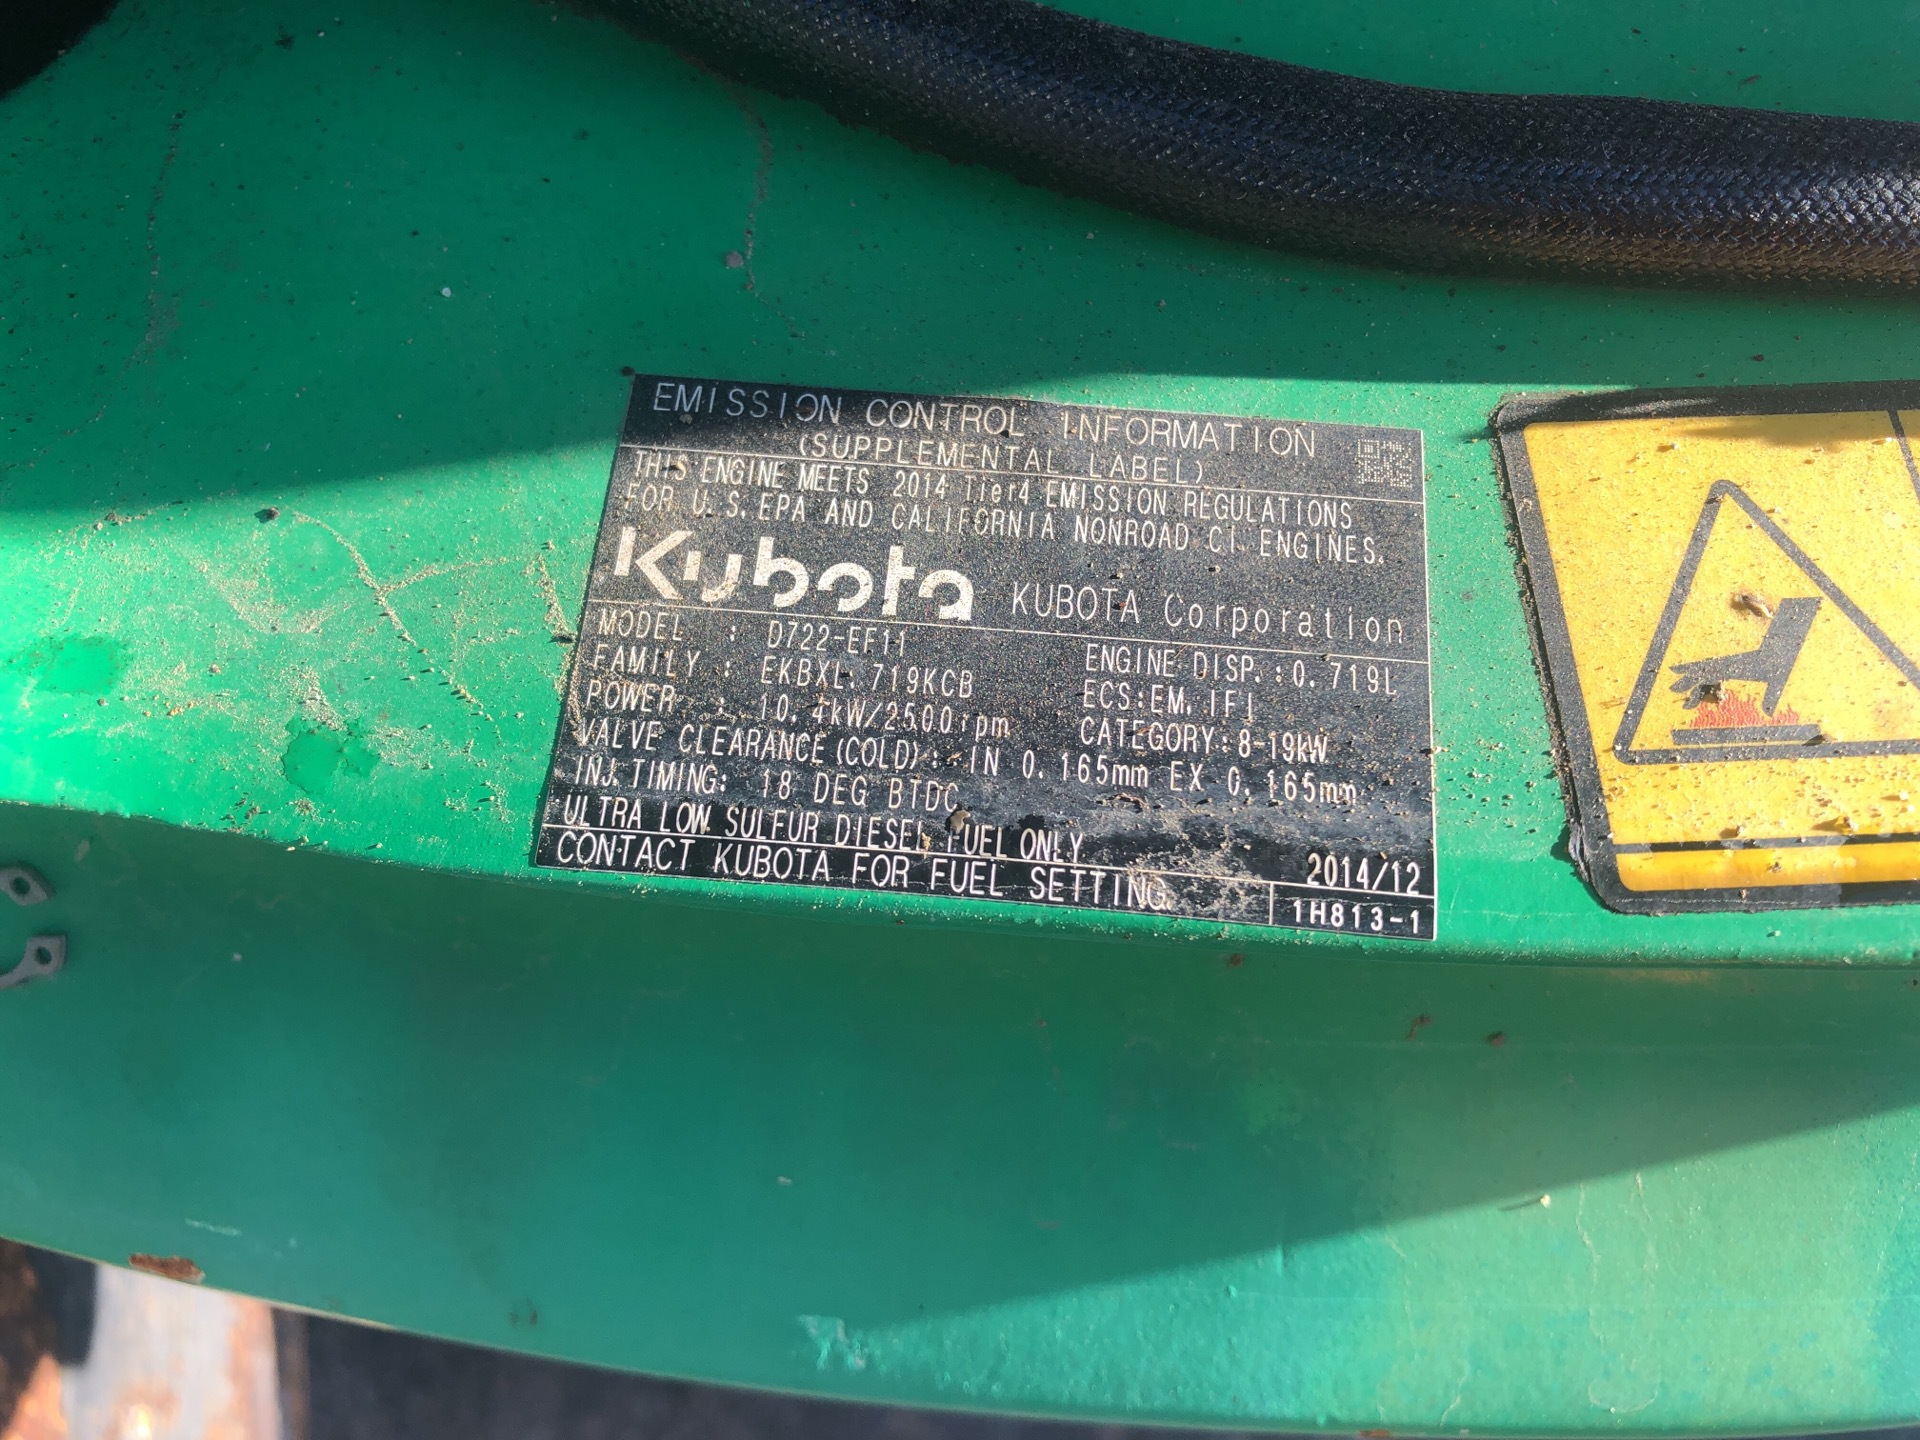 EMISSION CONTROL INFORMATION
(SUPPLEMENTAL LABEL)
THIS ENGINE MEETS 2014 Tier4 EMISSION REGULATIONS
FOR U.S.EPA AND CALIFORNIA NONROAD CI ENGINES.
Kubota KUBOTA Corporation
MODEL : D722-EF11 ENGINE DISP.:0.719L
FAMILY : EKBXL.719KCB ECS:EM, IFI
POWER : 10.4kW/2500rpm CATEGORY:8-19kW
VALVE CLEARANCE(COLD): IN 0.165mm EX 0.165mm
INJ.TIMING: 18 DEG BTDC
ULTRA LOW SULFUR DIESEL FUEL ONLY
CONTACT KUBOTA FOR FUEL SETTING
2014/12
1H813-1